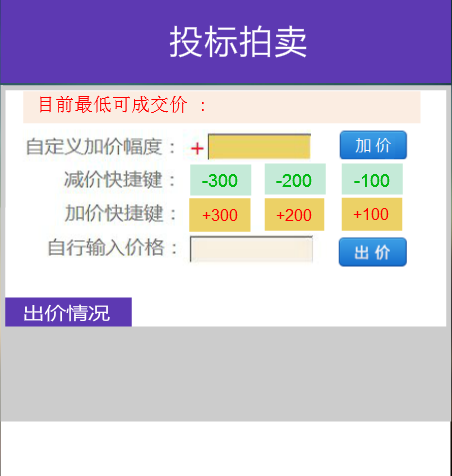 投标拍卖
目前最低可成交价 ：
自定义加价幅度： + 加 价
减价快捷键： -300 -200 -100
加价快捷键： +300 +200 +100
自行输入价格： 出 价
出价情况